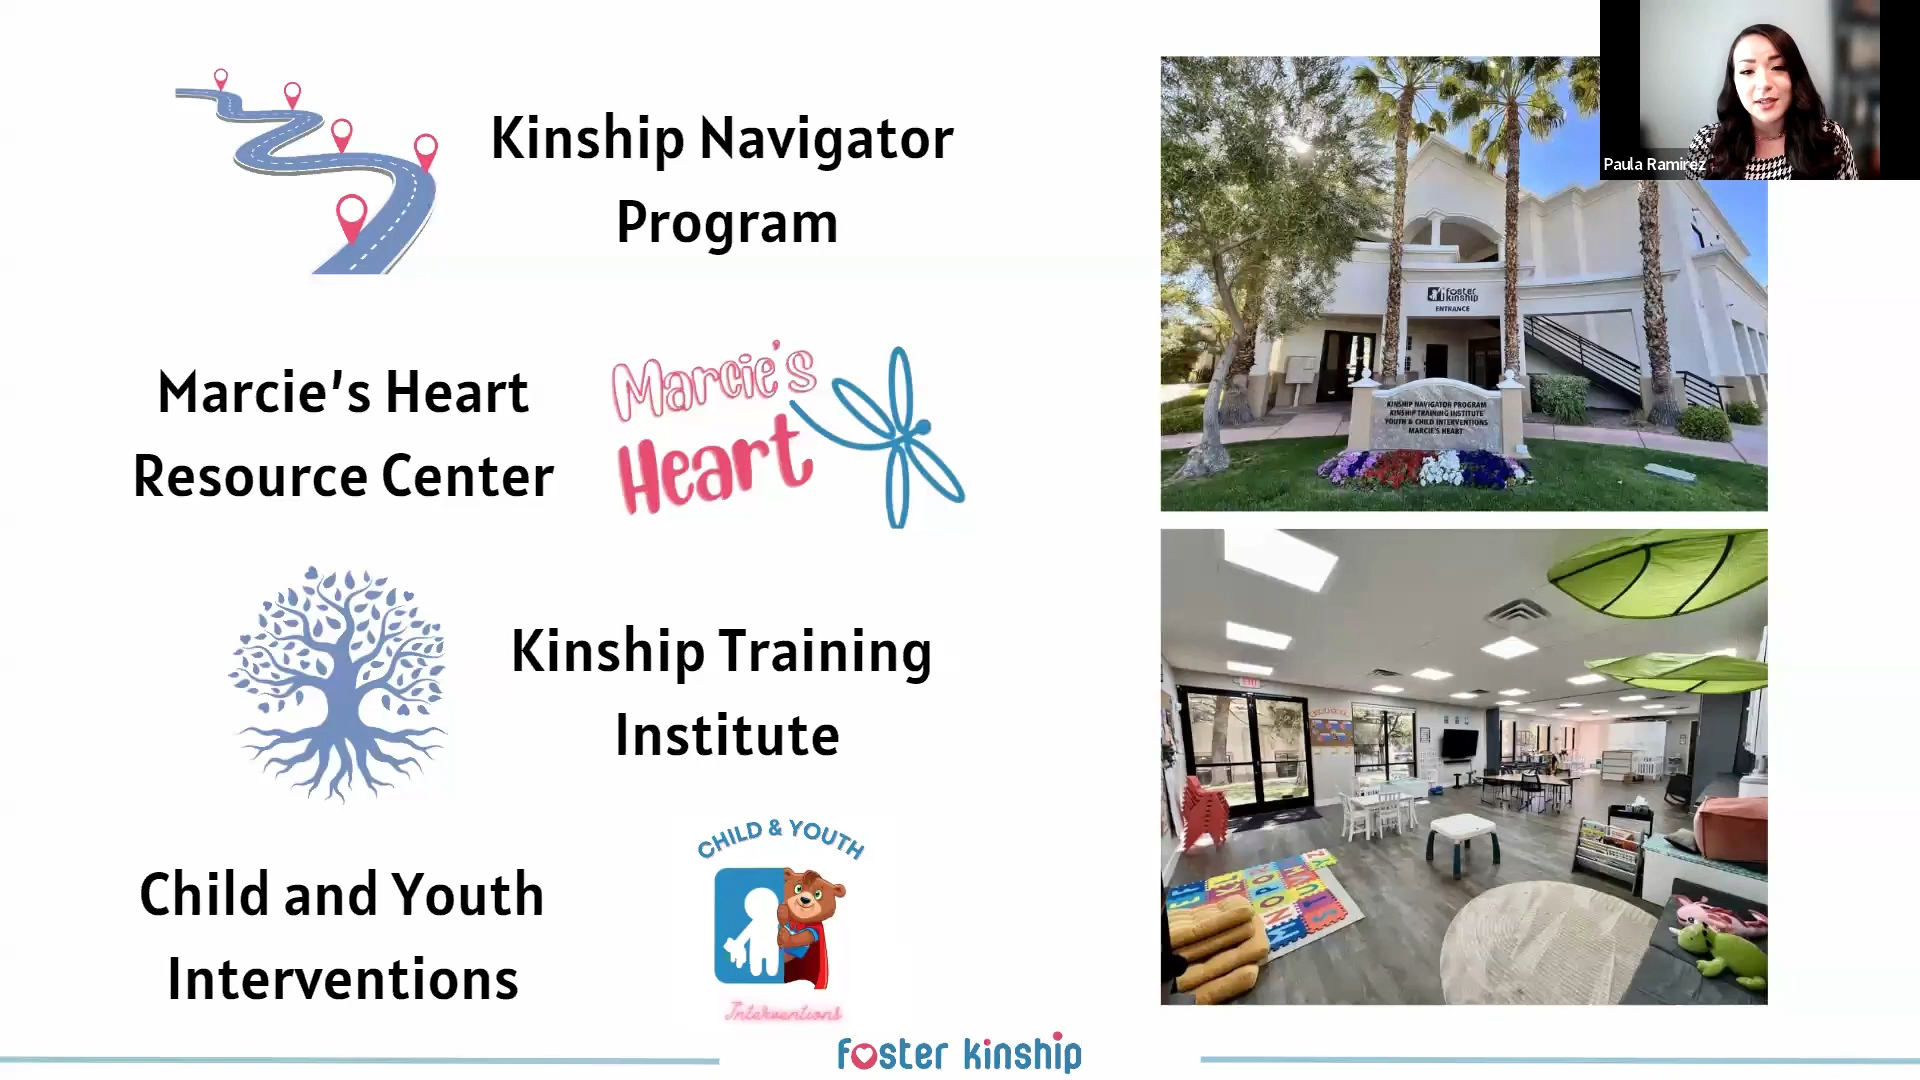 Kinship Navigator
Program
Marcie's Heart
Resource Center
Marcie's
Heart
Kinship Training
Institute
Child and Youth
Interventions
CHILD & YOUTH
Interventions
foster kinship
Paula Ramirez
foster
kinship
ENTRANCE
KINSHIP NAVIGATOR PROGRAM
KINSHIP TRAINING INSTITUTE
YOUTH & CHILD INTERVENTIONS
MARCIE'S HEART
EXIT